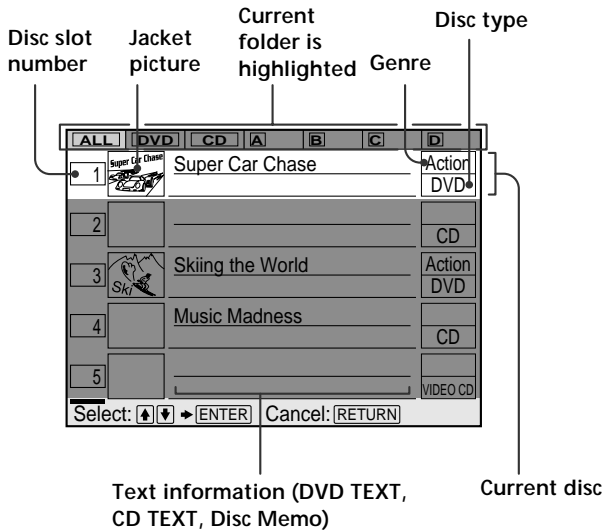 Current
folder is
highlighted
Disc type
Disc slot
number
Jacket
picture
Genre
ALL DVD CD A B C D
1 Super Car Chase Super Car Chase Action
DVD
2 CD
3 Ski Skiing the World Action
DVD
4 Music Madness CD
5 VIDEO CD
Select: ENTER Cancel: RETURN
Text information (DVD TEXT,
CD TEXT, Disc Memo)
Current disc